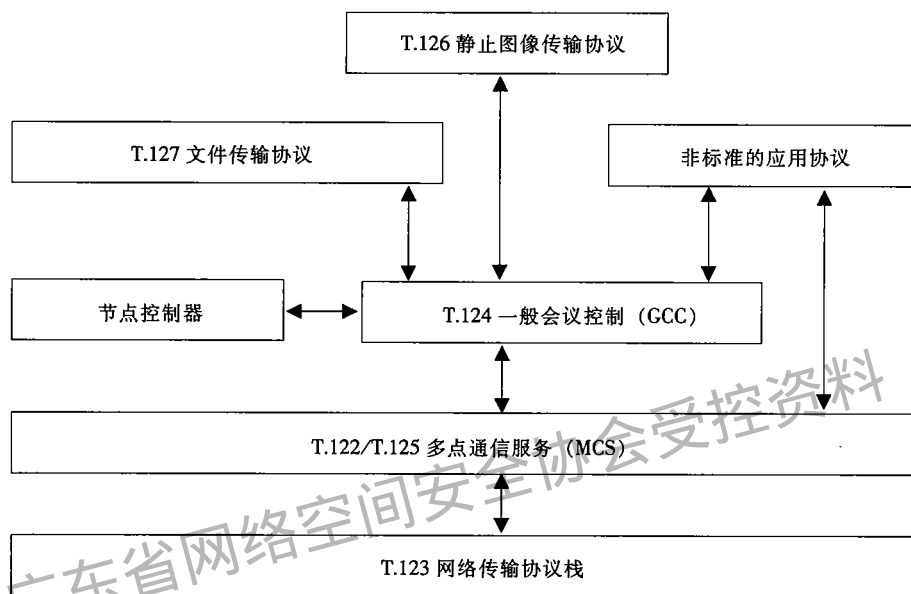 T.126 静止图像传输协议
T.127 文件传输协议
非标准的应用协议
节点控制器
T.124 一般会议控制（GCC）
T.122/T.125 多点通信服务（MCS）
T.123 网络传输协议栈
广东省网络空间安全协会受控资料